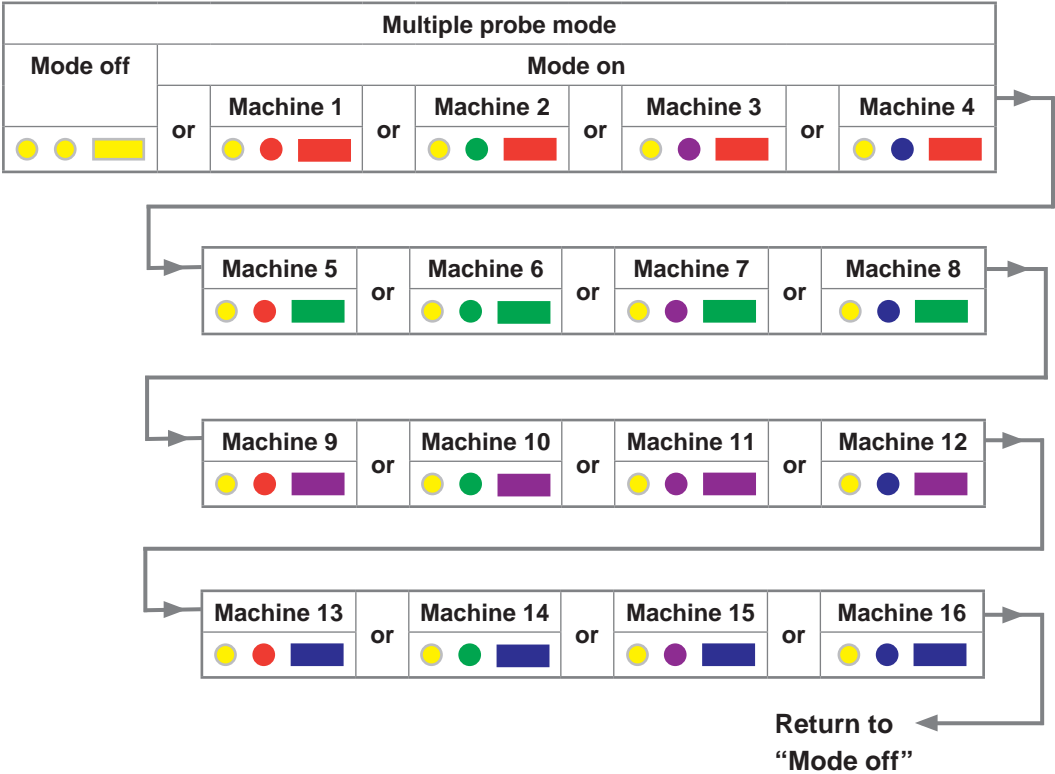 Multiple probe mode
Mode off
Mode on
or
Machine 1
or
Machine 2
or
Machine 3
or
Machine 4
Machine 5
or
Machine 6
or
Machine 7
or
Machine 8
Machine 9
or
Machine 10
or
Machine 11
or
Machine 12
Machine 13
or
Machine 14
or
Machine 15
or
Machine 16
Return to
“Mode off”